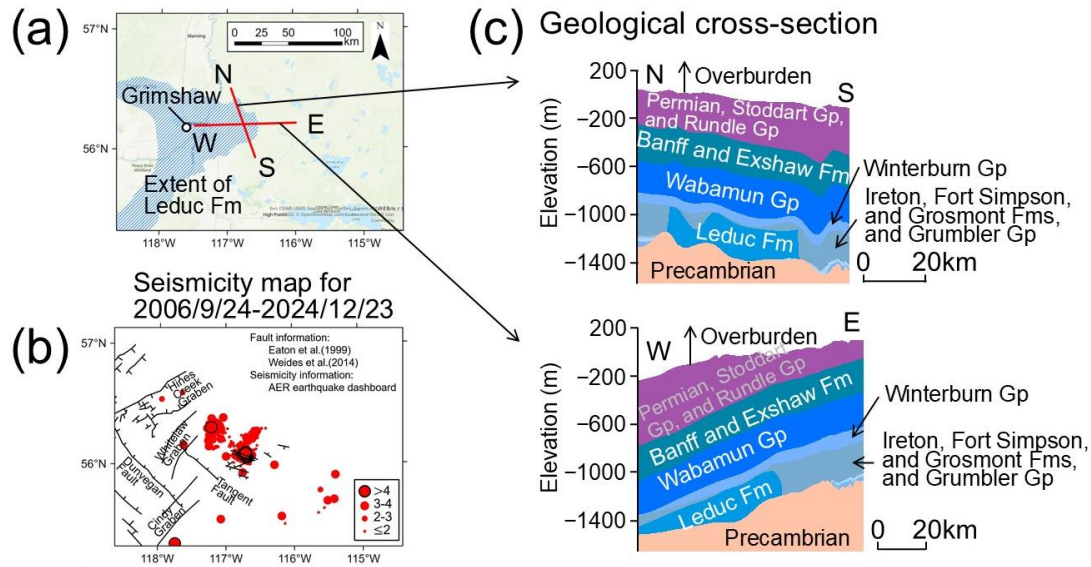 (a)
57°N
56°N
118°W
117°W
116°W
115°W
Manning
0 25 50 100
km
N
N
Grimshaw
W
E
S
Extent of
Leduc Fm
Seismicity map for
2006/9/24-2024/12/23
(b)
57°N
56°N
Fault information:
Eaton et al.(1999)
Weides et al.(2014)
Seismicity information:
AER earthquake dashboard
Hines
Creek
Graben
Whitelaw
Graben
Dunvegan
Fault
Tangent
Fault
Cindy
Graben
>4
3-4
2-3
≤2
118°W
117°W
116°W
115°W
(c)
Geological cross-section
200
−200
−600
−1000
−1400
Elevation (m)
N
Overburden
S
Permian, Stoddart Gp,
and Rundle Gp
Banff and Exshaw Fm
Wabamun Gp
Leduc Fm
Precambrian
Winterburn Gp
Ireton, Fort Simpson,
and Grosmont Fms,
and Grumbler Gp
0 20km
200
−200
−600
−1000
−1400
Elevation (m)
W
Overburden
E
Permian, Stoddart
Gp, and Rundle Gp
Banff and Exshaw Fm
Wabamun Gp
Leduc Fm
Precambrian
Winterburn Gp
Ireton, Fort Simpson,
and Grosmont Fms,
and Grumbler Gp
0 20km